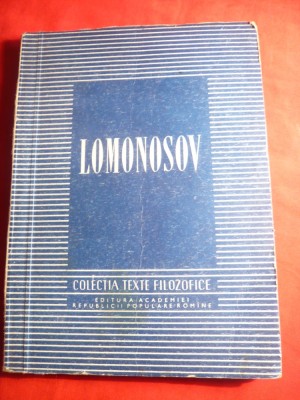 LOMONOSOV
COLECȚIA TEXTE FILOZOFICE
EDITURA ACADEMIEI
REPUBLICII POPULARE ROMÎNE